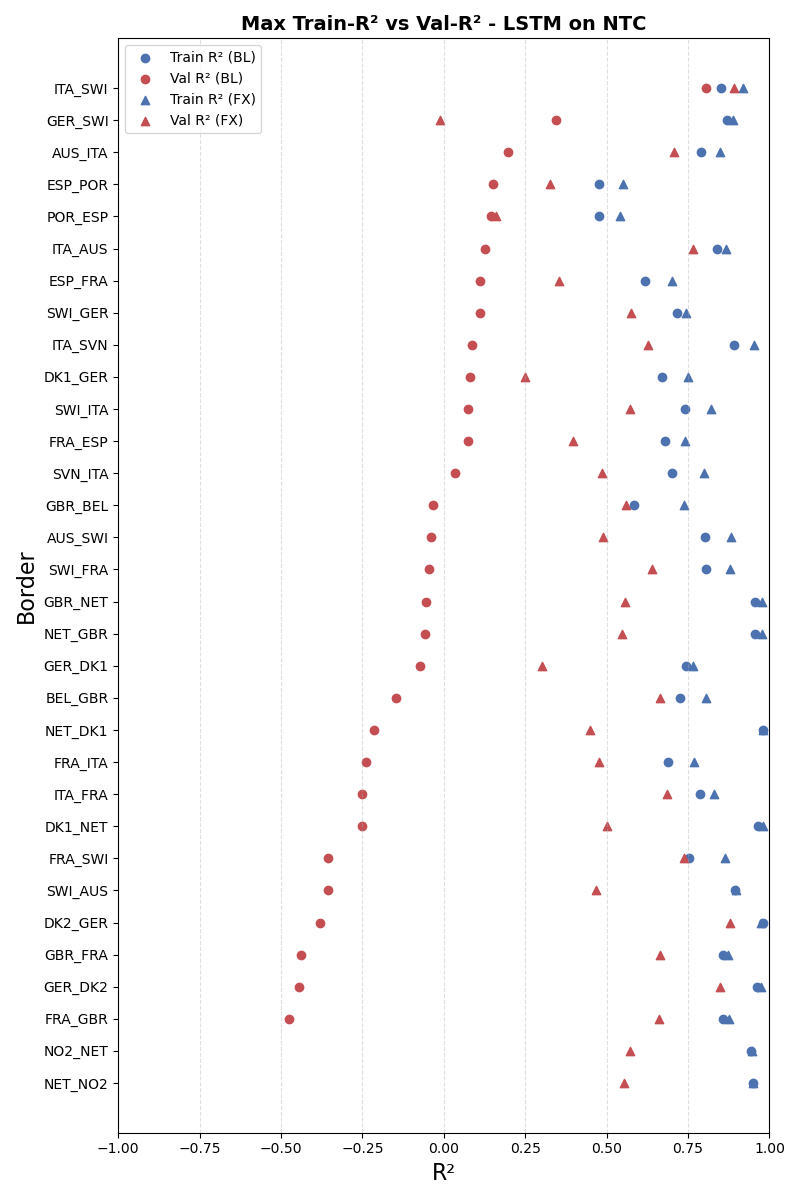 Max Train-R² vs Val-R² - LSTM on NTC
Train R² (BL)
Val R² (BL)
Train R² (FX)
Val R² (FX)
ITA_SWI
GER_SWI
AUS_ITA
ESP_POR
POR_ESP
ITA_AUS
ESP_FRA
SWI_GER
ITA_SVN
DK1_GER
SWI_ITA
FRA_ESP
SVN_ITA
GBR_BEL
AUS_SWI
SWI_FRA
GBR_NET
NET_GBR
GER_DK1
BEL_GBR
NET_DK1
FRA_ITA
ITA_FRA
DK1_NET
FRA_SWI
SWI_AUS
DK2_GER
GBR_FRA
GER_DK2
FRA_GBR
NO2_NET
NET_NO2
Border
−1.00 −0.75 −0.50 −0.25 0.00 0.25 0.50 0.75 1.00
R²